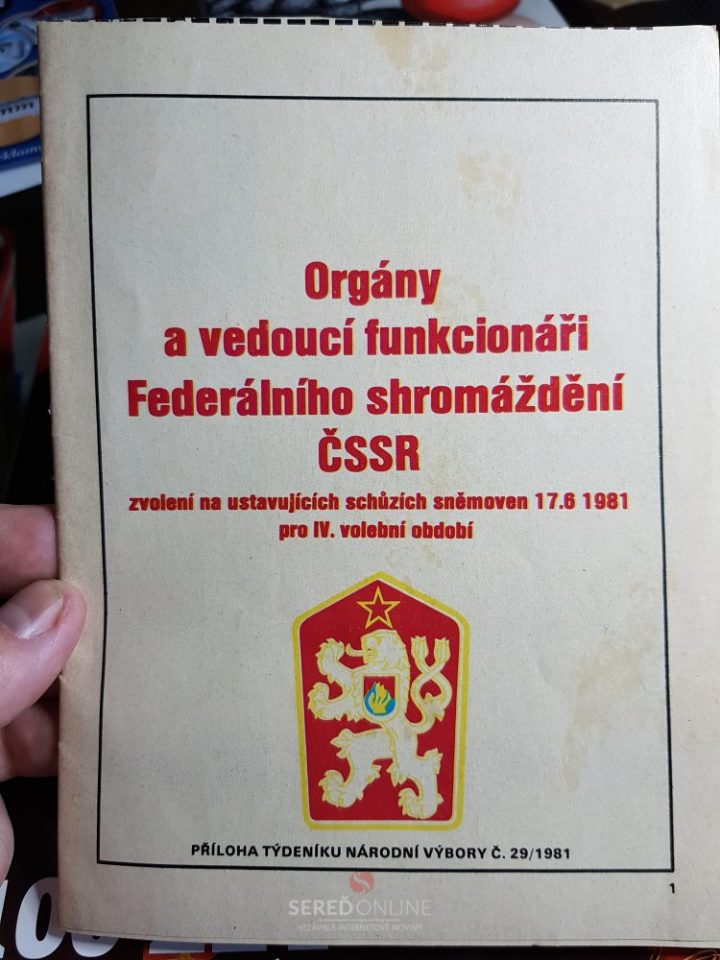 Orgány
a vedoucí funkcionáři
Federálního shromáždění
ČSSR
zvolení na ustavujících schůzích sněmoven 17.6 1981
pro IV. volební období
PŘÍLOHA TÝDENÍKU NÁRODNÍ VÝBORY Č. 29/1981
1
SEREĎONLINE
NEZÁVISLÉ INTERNETOVÉ NOVINY